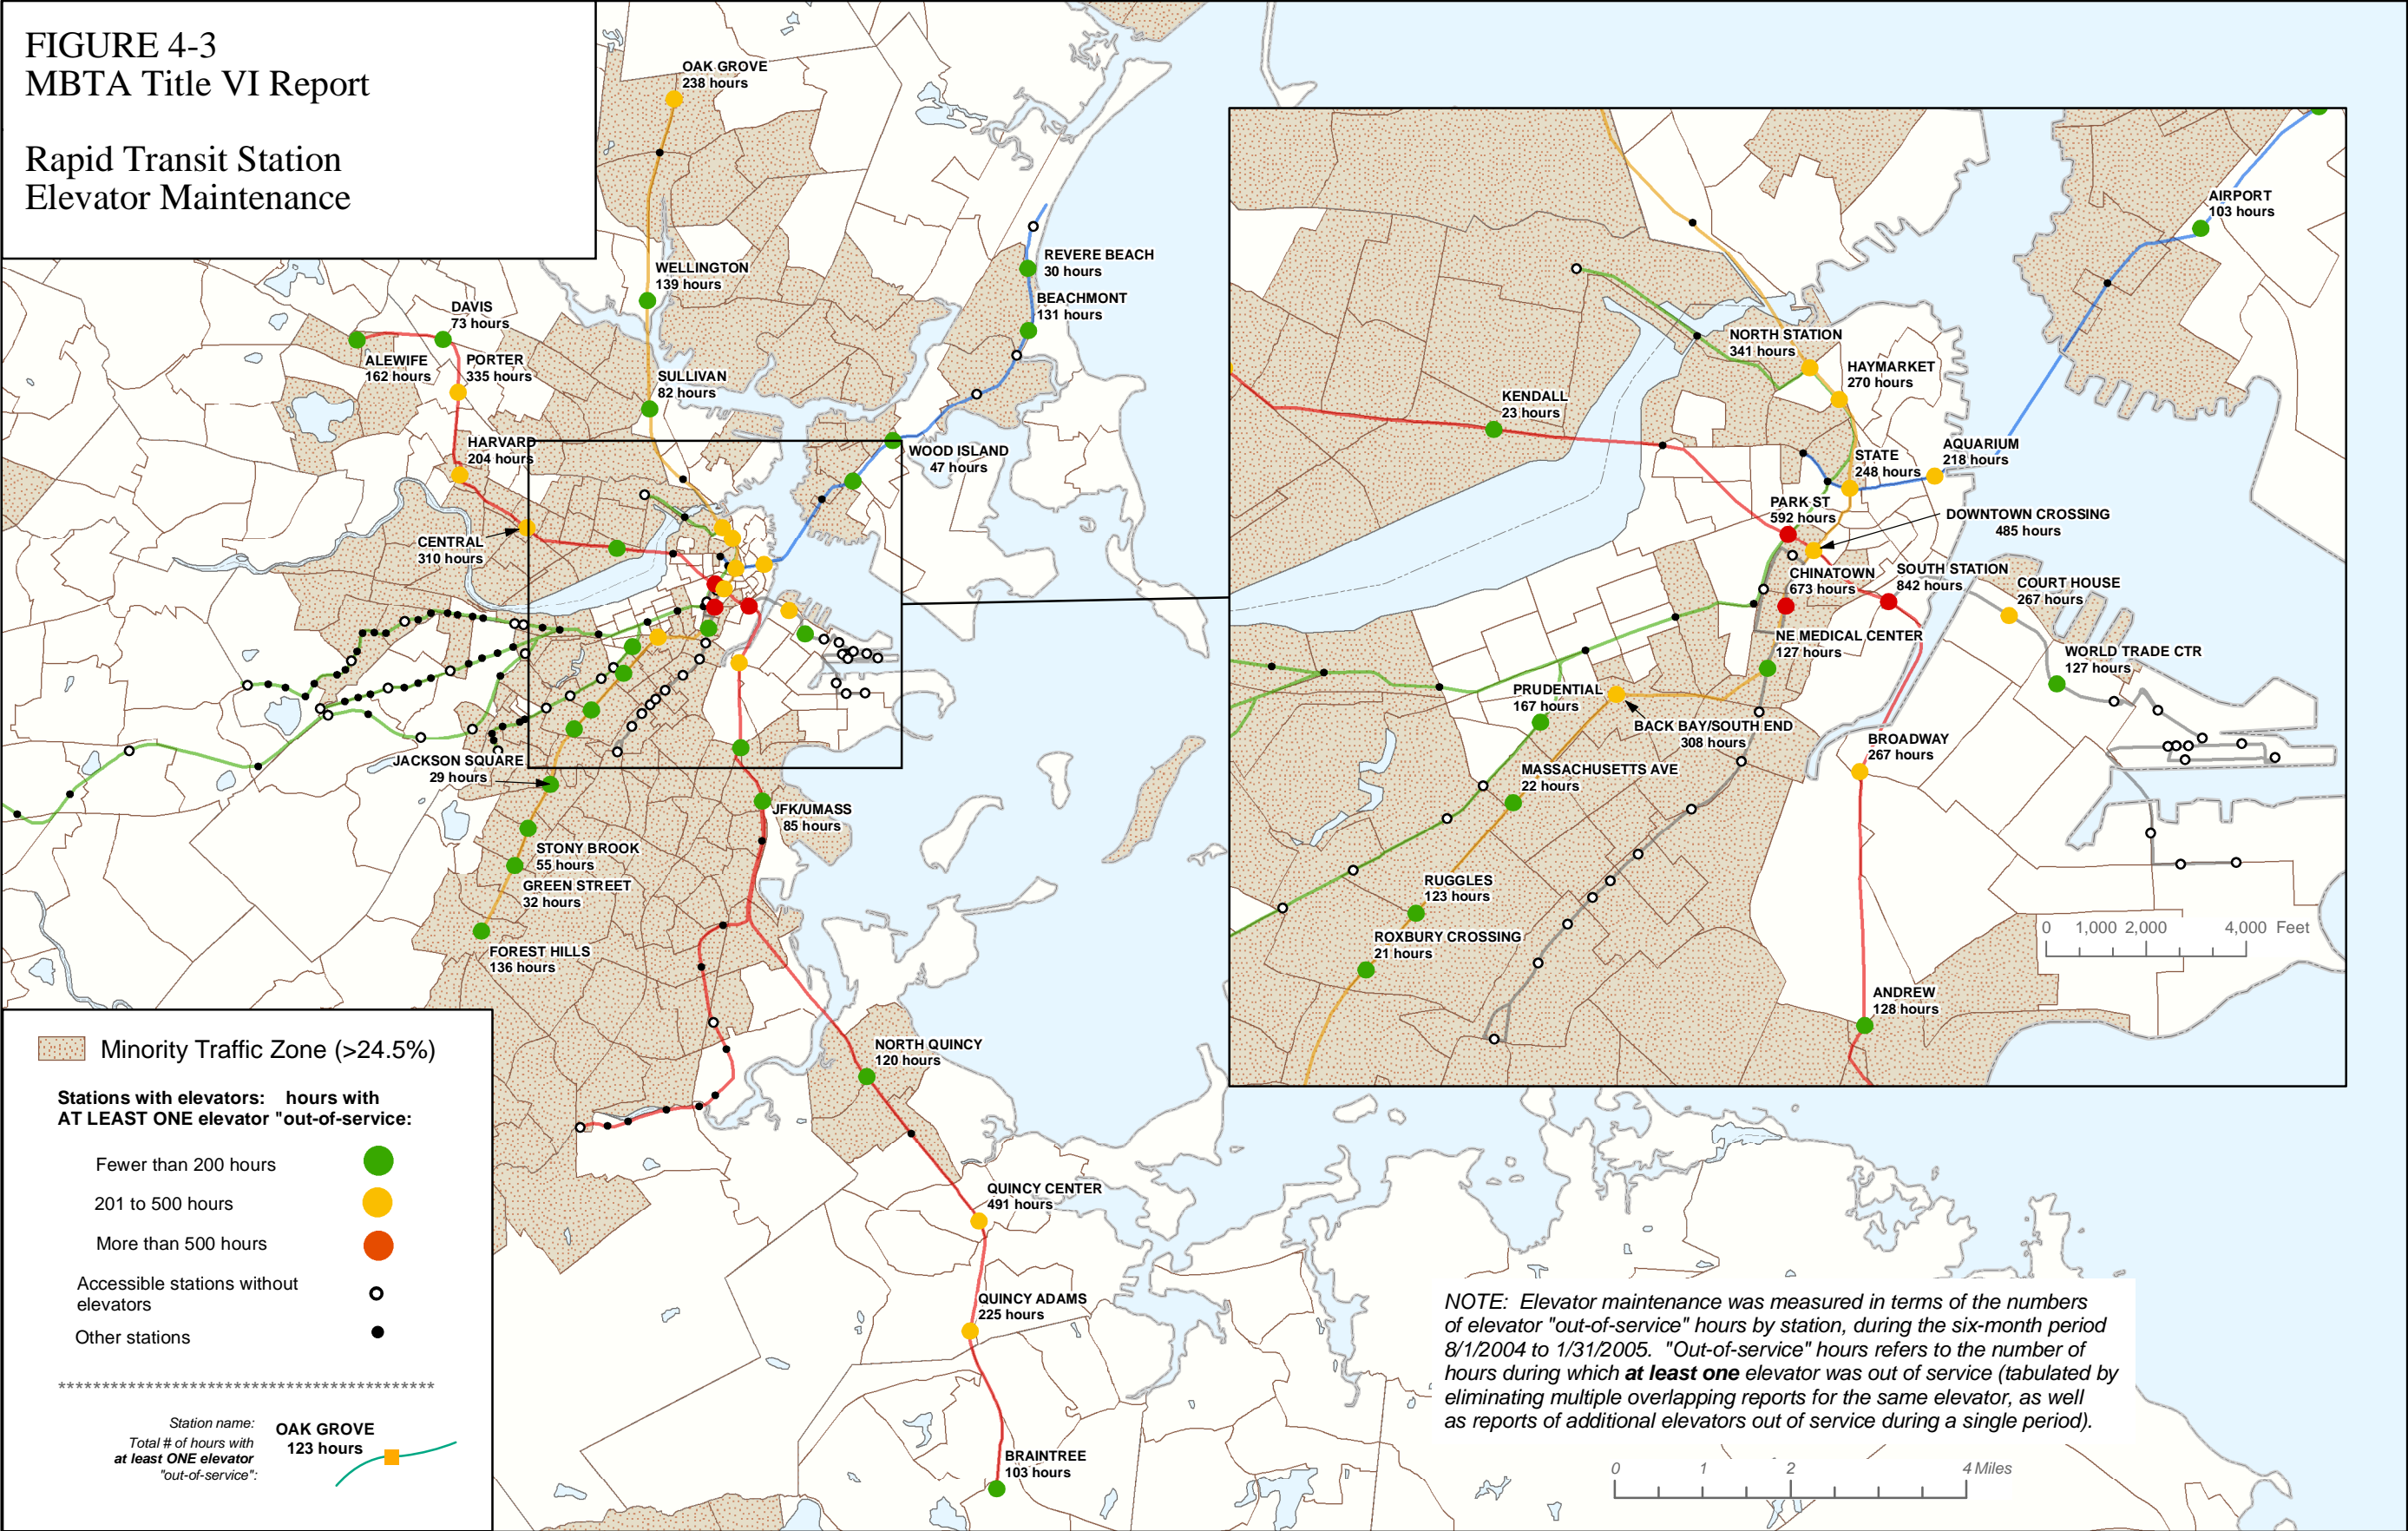 FIGURE 4-3
MBTA Title VI Report
Rapid Transit Station
Elevator Maintenance
OAK GROVE
238 hours
WELLINGTON
139 hours
REVERE BEACH
30 hours
BEACHMONT
131 hours
DAVIS
73 hours
ALEWIFE
162 hours
PORTER
335 hours
SULLIVAN
82 hours
HARVARD
204 hours
WOOD ISLAND
47 hours
CENTRAL
310 hours
JACKSON SQUARE
29 hours
JFK/UMASS
85 hours
STONY BROOK
55 hours
GREEN STREET
32 hours
FOREST HILLS
136 hours
NORTH QUINCY
120 hours
QUINCY CENTER
491 hours
QUINCY ADAMS
225 hours
BRAINTREE
103 hours
AIRPORT
103 hours
NORTH STATION
341 hours
HAYMARKET
270 hours
KENDALL
23 hours
AQUARIUM
218 hours
STATE
248 hours
PARK ST
592 hours
DOWNTOWN CROSSING
485 hours
CHINATOWN
673 hours
SOUTH STATION
842 hours
COURT HOUSE
267 hours
NE MEDICAL CENTER
127 hours
WORLD TRADE CTR
127 hours
PRUDENTIAL
167 hours
BACK BAY/SOUTH END
308 hours
BROADWAY
267 hours
MASSACHUSETTS AVE
22 hours
RUGGLES
123 hours
ROXBURY CROSSING
21 hours
ANDREW
128 hours
0 1,000 2,000 4,000 Feet
Minority Traffic Zone (>24.5%)
Stations with elevators: hours with
AT LEAST ONE elevator "out-of-service:
Fewer than 200 hours
201 to 500 hours
More than 500 hours
Accessible stations without
elevators
Other stations
*******************************************
Station name:
Total # of hours with
at least ONE elevator
"out-of-service":
OAK GROVE
123 hours
NOTE: Elevator maintenance was measured in terms of the numbers
of elevator "out-of-service" hours by station, during the six-month period
8/1/2004 to 1/31/2005. "Out-of-service" hours refers to the number of
hours during which at least one elevator was out of service (tabulated by
eliminating multiple overlapping reports for the same elevator, as well
as reports of additional elevators out of service during a single period).
0 1 2 4 Miles